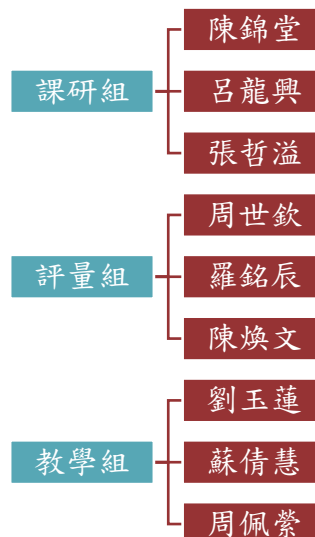 課研組
陳錦堂
呂龍興
張哲溢
評量組
周世欽
羅銘辰
陳煥文
教學組
劉玉蓮
蘇倩慧
周佩縈